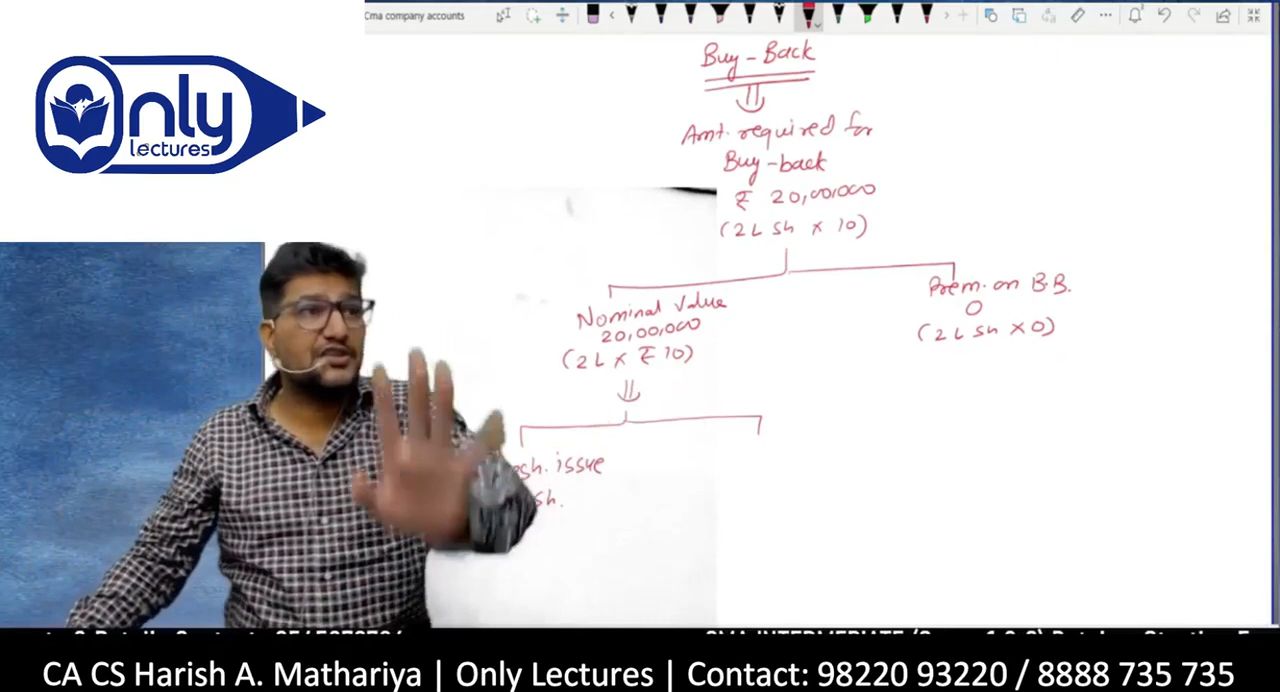 Cma company accounts
Only
Lectures
Buy-Back
Amt. required for
Buy-back
₹ 20,00,000
(2L Sh x 10)
Nominal Value
20,00,000
(2L x ₹ 10)
Prem. on B.B.
0
(2L Sh x 0)
issue
sh.
CA CS Harish A. Mathariya | Only Lectures | Contact: 98220 93220 / 8888 735 735